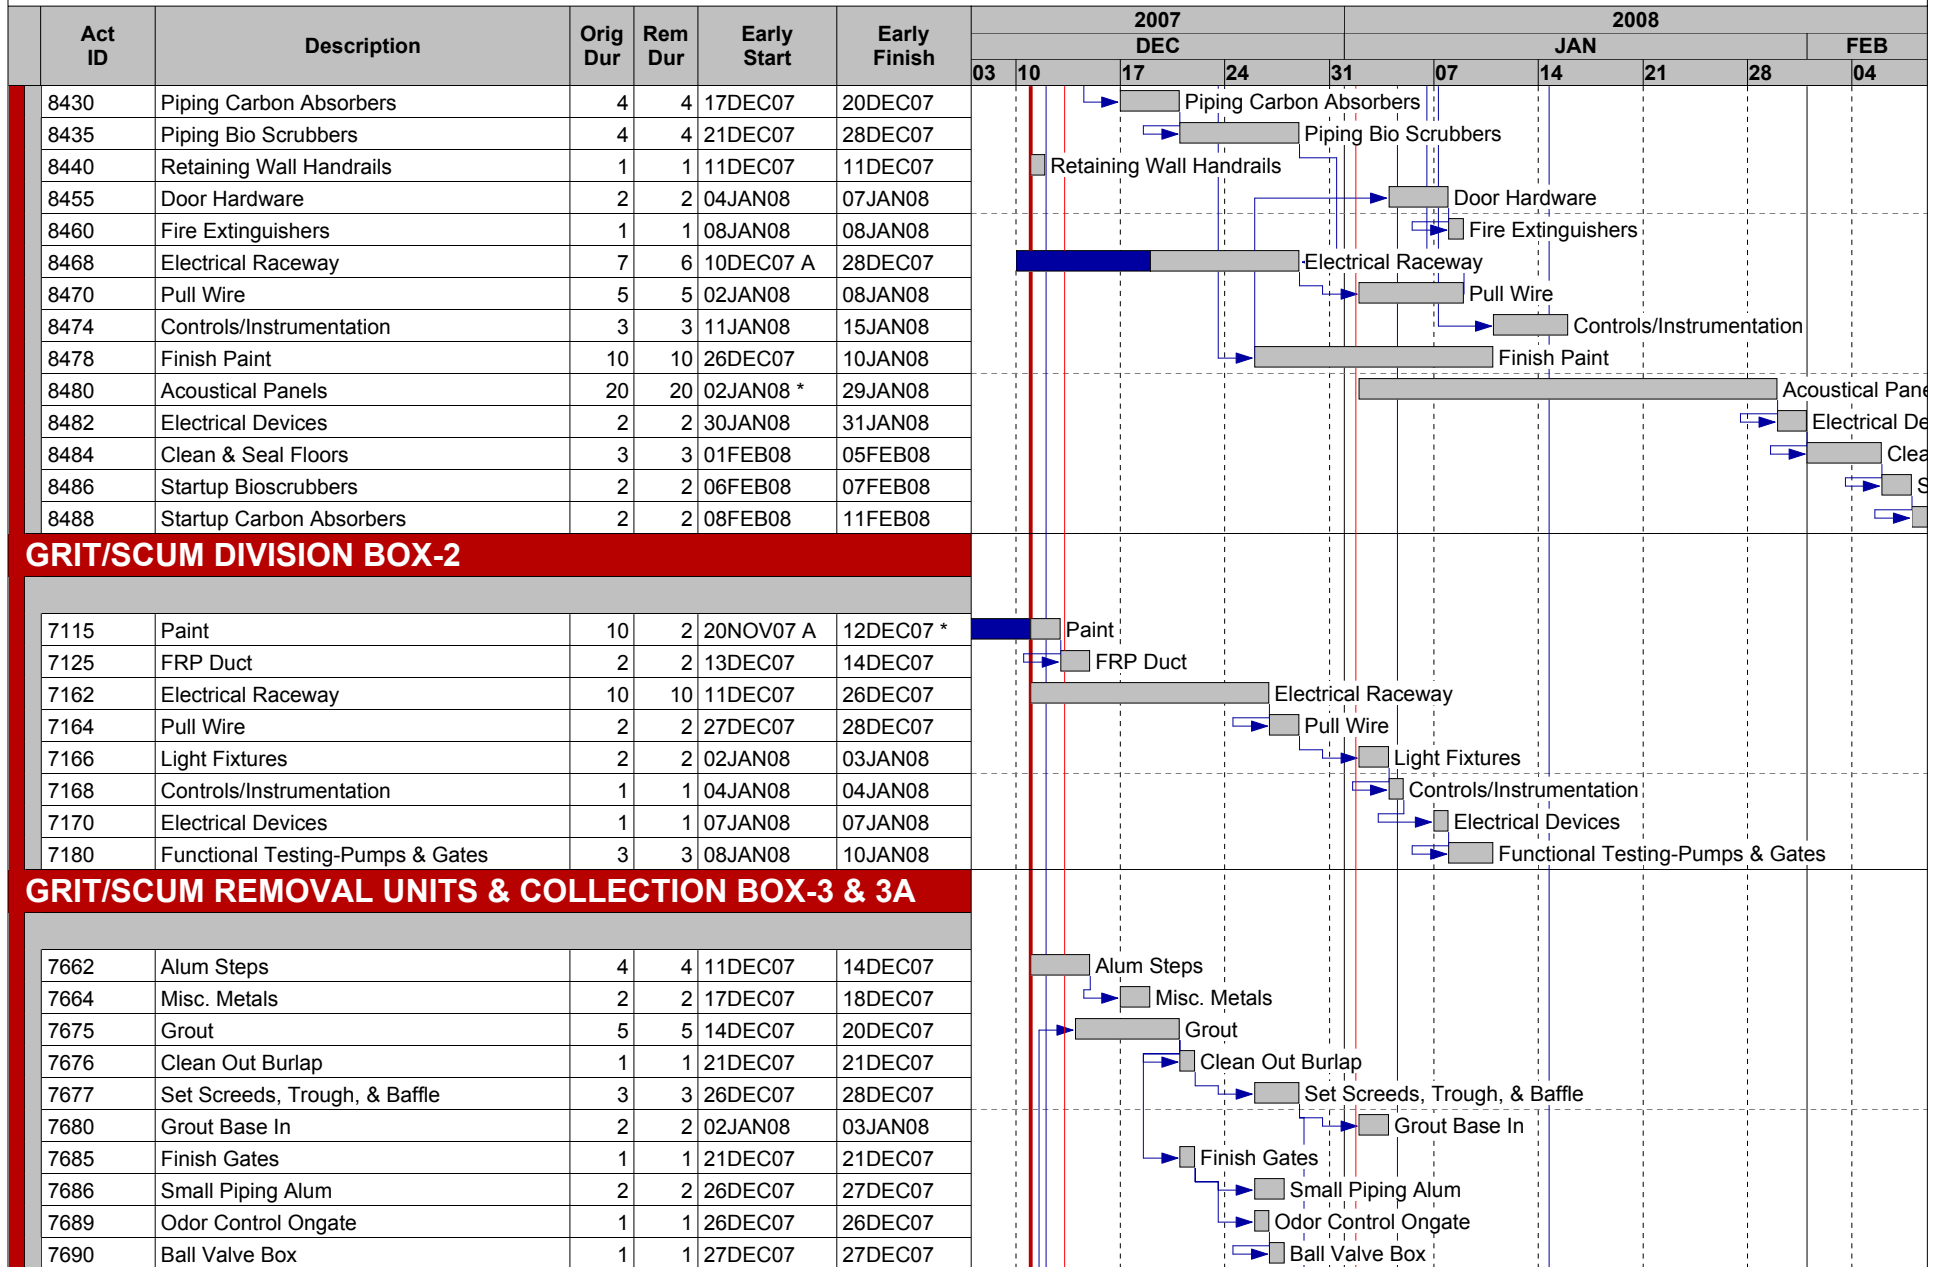 2007 2008
Act ID Description Orig Dur Rem Dur Early Start Early Finish DEC JAN FEB
03 10 17 24 31 07 14 21 28 04
8430 Piping Carbon Absorbers 4 4 17DEC07 20DEC07 Piping Carbon Absorbers
8435 Piping Bio Scrubbers 4 4 21DEC07 28DEC07 Piping Bio Scrubbers
8440 Retaining Wall Handrails 1 1 11DEC07 11DEC07 Retaining Wall Handrails
8455 Door Hardware 2 2 04JAN08 07JAN08 Door Hardware
8460 Fire Extinguishers 1 1 08JAN08 08JAN08 Fire Extinguishers
8468 Electrical Raceway 7 6 10DEC07 A 28DEC07 Electrical Raceway
8470 Pull Wire 5 5 02JAN08 08JAN08 Pull Wire
8474 Controls/Instrumentation 3 3 11JAN08 15JAN08 Controls/Instrumentation
8478 Finish Paint 10 10 26DEC07 10JAN08 Finish Paint
8480 Acoustical Panels 20 20 02JAN08 * 29JAN08 Acoustical Pane
8482 Electrical Devices 2 2 30JAN08 31JAN08 Electrical De
8484 Clean & Seal Floors 3 3 01FEB08 05FEB08 Clea
8486 Startup Bioscrubbers 2 2 06FEB08 07FEB08 S
8488 Startup Carbon Absorbers 2 2 08FEB08 11FEB08
GRIT/SCUM DIVISION BOX-2
7115 Paint 10 2 20NOV07 A 12DEC07 * Paint
7125 FRP Duct 2 2 13DEC07 14DEC07 FRP Duct
7162 Electrical Raceway 10 10 11DEC07 26DEC07 Electrical Raceway
7164 Pull Wire 2 2 27DEC07 28DEC07 Pull Wire
7166 Light Fixtures 2 2 02JAN08 03JAN08 Light Fixtures
7168 Controls/Instrumentation 1 1 04JAN08 04JAN08 Controls/Instrumentation
7170 Electrical Devices 1 1 07JAN08 07JAN08 Electrical Devices
7180 Functional Testing-Pumps & Gates 3 3 08JAN08 10JAN08 Functional Testing-Pumps & Gates
GRIT/SCUM REMOVAL UNITS & COLLECTION BOX-3 & 3A
7662 Alum Steps 4 4 11DEC07 14DEC07 Alum Steps
7664 Misc. Metals 2 2 17DEC07 18DEC07 Misc. Metals
7675 Grout 5 5 14DEC07 20DEC07 Grout
7676 Clean Out Burlap 1 1 21DEC07 21DEC07 Clean Out Burlap
7677 Set Screeds, Trough, & Baffle 3 3 26DEC07 28DEC07 Set Screeds, Trough, & Baffle
7680 Grout Base In 2 2 02JAN08 03JAN08 Grout Base In
7685 Finish Gates 1 1 21DEC07 21DEC07 Finish Gates
7686 Small Piping Alum 2 2 26DEC07 27DEC07 Small Piping Alum
7689 Odor Control Ongate 1 1 26DEC07 26DEC07 Odor Control Ongate
7690 Ball Valve Box 1 1 27DEC07 27DEC07 Ball Valve Box